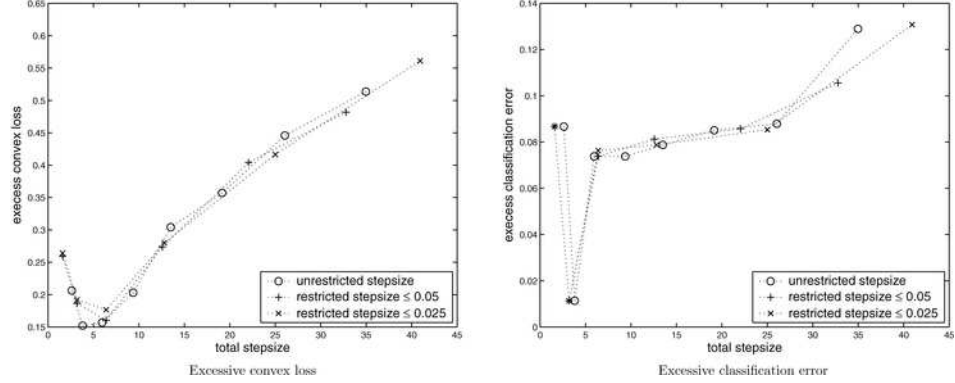 0.65
0.6
0.55
0.5
0.45
0.4
0.35
0.3
0.25
0.2
0.15
0 5 10 15 20 25 30 35 40 45
execess convex loss
total stepsize
unrestricted stepsize
restricted stepsize ≤ 0.05
restricted stepsize ≤ 0.025
Excessive convex loss
0.14
0.12
0.1
0.08
0.06
0.04
0.02
0
0 5 10 15 20 25 30 35 40 45
execess classification error
total stepsize
unrestricted stepsize
restricted stepsize ≤ 0.05
restricted stepsize ≤ 0.025
Excessive classification error